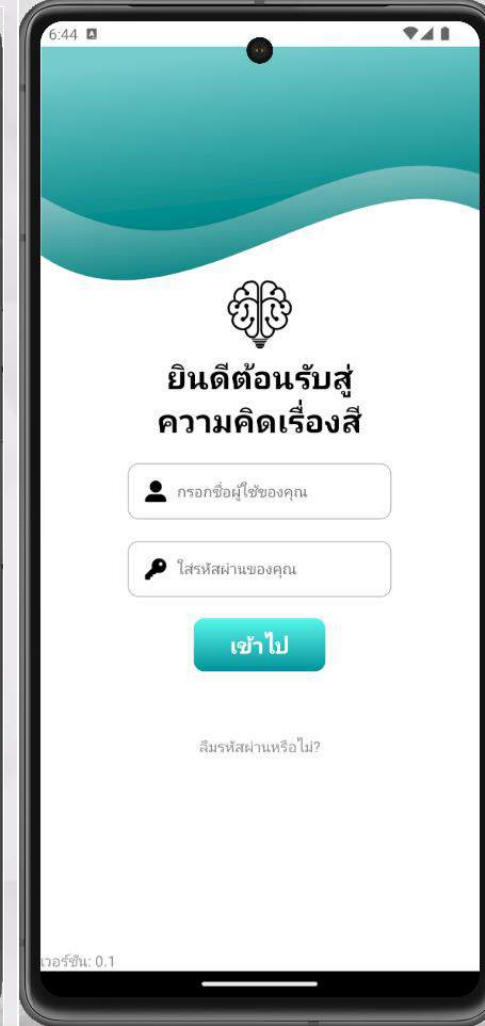 6:44
ยินดีต้อนรับสู่
ความคิดเรื่องสี
กรอกชื่อผู้ใช้ของคุณ
ใส่รหัสผ่านของคุณ
เข้าไป
ลืมรหัสผ่านหรือไม่?
เวอร์ชัน: 0.1